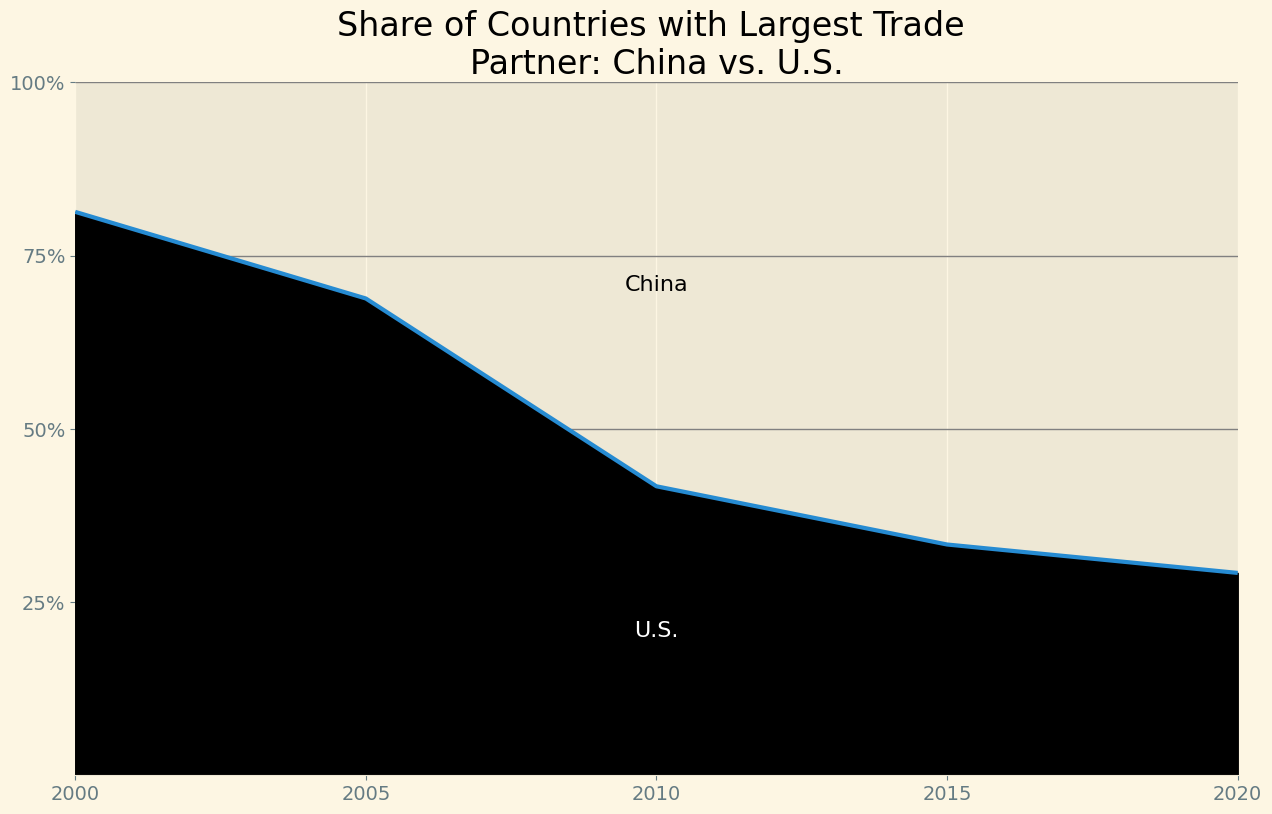 Share of Countries with Largest Trade
Partner: China vs. U.S.
100%
75%
China
50%
25%
U.S.
2000 2005 2010 2015 2020